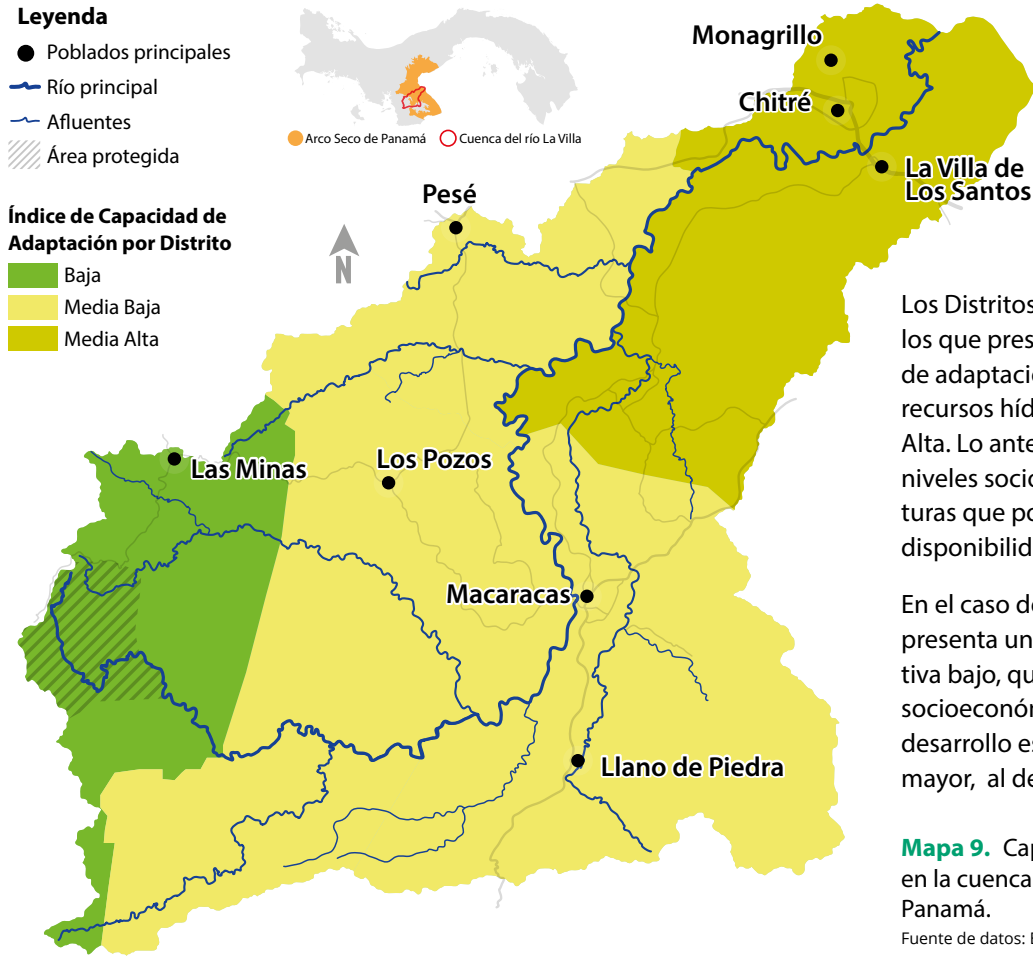 Leyenda
Poblados principales
Río principal
Afluentes
Área protegida
Índice de Capacidad de
Adaptación por Distrito
Baja
Media Baja
Media Alta
Arco Seco de Panamá
Cuenca del río La Villa
N
Monagrillo
Chitré
La Villa de
Los Santos
Pesé
Las Minas
Los Pozos
Macaracas
Llano de Piedra
Los Distritos
los que pres
de adaptació
recursos híd
Alta. Lo ante
niveles socio
turas que po
disponibilid
En el caso de
presenta un
tiva bajo, qu
socioeconór
desarrollo es
mayor, al de
Mapa 9. Cap
en la cuenca
Panamá.
Fuente de datos: E